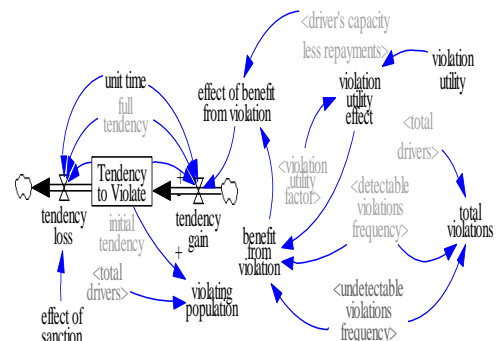 <driver's capacity
less repayments>
unit time
effect of benefit
from violation
violation
utility
effect
violation
utility
full
tendency
<total
drivers>
+
Tendency
to Violate
<violation
utility
factor>
<detectable
violations
frequency>
tendency
loss
initial
tendency
tendency
gain
total
violations
+
benefit
from
violation
<total
drivers>
violating
population
<undetectable
violations
frequency>
effect of
sanction